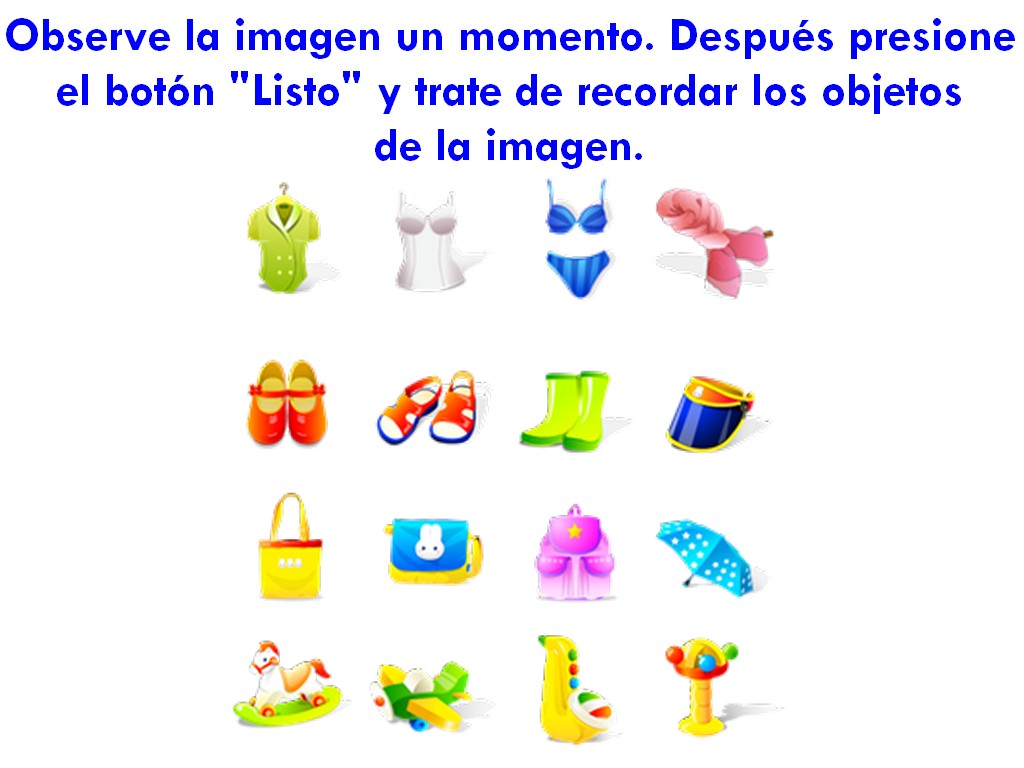 Observe la imagen un momento. Después presione
el botón "Listo" y trate de recordar los objetos
de la imagen.